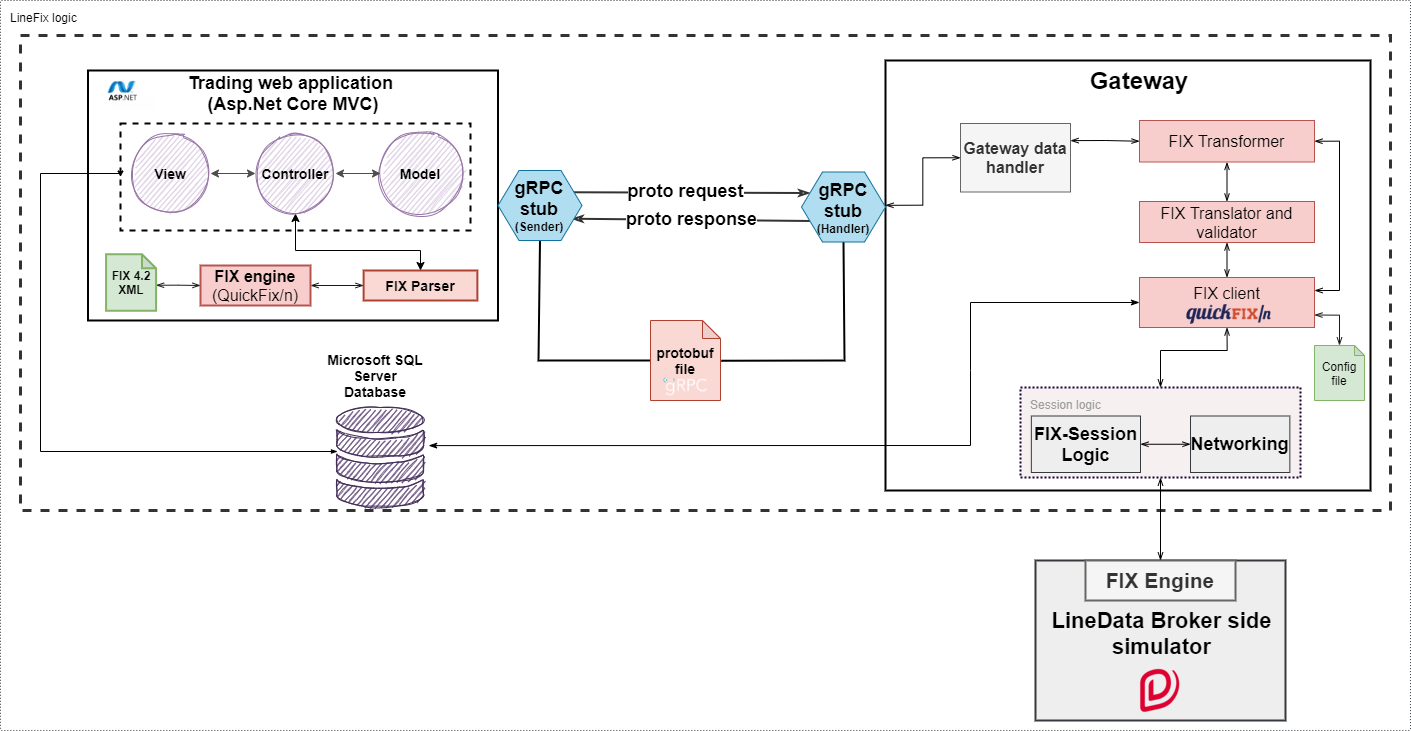 LineFix logic
ASP.NET
Trading web application
(Asp.Net Core MVC)
View
Controller
Model
FIX 4.2
XML
FIX engine
(QuickFix/n)
FIX Parser
gRPC
stub
(Sender)
proto request
proto response
gRPC
stub
(Handler)
protobuf
file
gRPC
Microsoft SQL
Server
Database
Gateway
Gateway data
handler
FIX Transformer
FIX Translator and
validator
FIX client
quickFIX/n
Config
file
Session logic
FIX-Session
Logic
Networking
FIX Engine
LineData Broker side
simulator